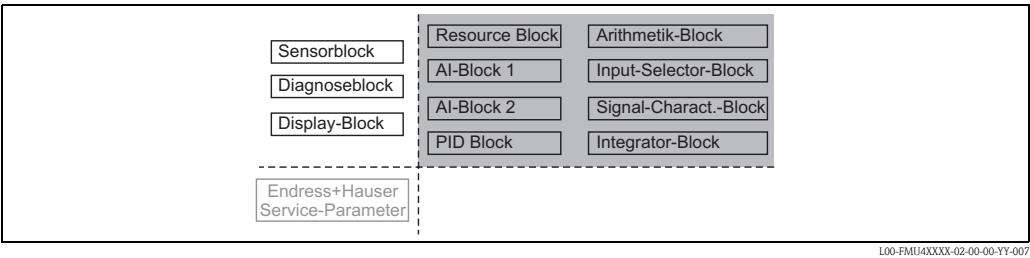 Sensorblock
Diagnoseblock
Display-Block
Resource Block
AI-Block 1
AI-Block 2
PID Block
Arithmetik-Block
Input-Selector-Block
Signal-Charact.-Block
Integrator-Block
Endress+Hauser
Service-Parameter
L00-FMU4XXXX-02-00-00-YY-007